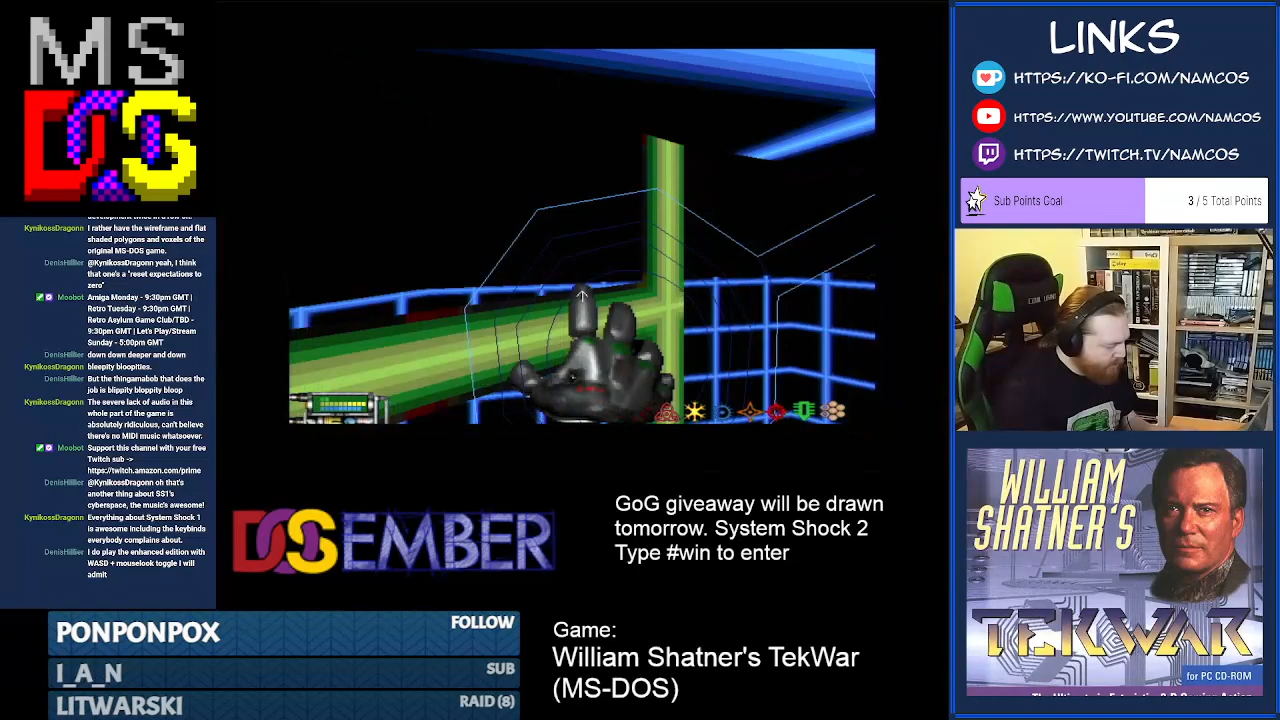 MS
DOS
development twice in a row on.
KynikossDragonn I rather have the wireframe and flat
shaded polygons and voxels of the
original MS-DOS game.
DenisHillier @KynikossDragonn yeah, I think
that one's a "reset expectations to
zero"
Moobot Amiga Monday - 9:30pm GMT |
Retro Tuesday - 9:30pm GMT |
Retro Asylum Game Club/TBD -
9:30pm GMT | Let's Play/Stream
Sunday - 5:00pm GMT
DenisHillier down down deeper and down
KynikossDragonn bleepity bloopities.
DenisHillier But the thingamabob that does the
job is blippity bloppity bloop
KynikossDragonn The severe lack of audio in this
whole part of the game is
absolutely ridiculous, can't believe
there's no MIDI music whatsoever.
Moobot Support this channel with your free
Twitch sub ->
https://twitch.amazon.com/prime
DenisHillier @KynikossDragonn oh that's
another thing about SS1's
cyberspace, the music's awesome!
KynikossDragonn Everything about System Shock 1
is awesome including the keybinds
everybody complains about.
DenisHillier I do play the enhanced edition with
WASD + mouselook toggle I will
admit
DOSEMBER
GoG giveaway will be drawn
tomorrow. System Shock 2
Type #win to enter
PONPONPOX FOLLOW
I_A_N SUB
LITWARSKI RAID (8)
Game:
William Shatner's TekWar
(MS-DOS)
LINKS
HTTPS://KO-FI.COM/NAMCOS
HTTPS://WWW.YOUTUBE.COM/NAMCOS
HTTPS://TWITCH.TV/NAMCOS
Sub Points Goal 3 / 5 Total Points
WILLIAM
SHATNER'S
TEKWAR
for PC CD-ROM